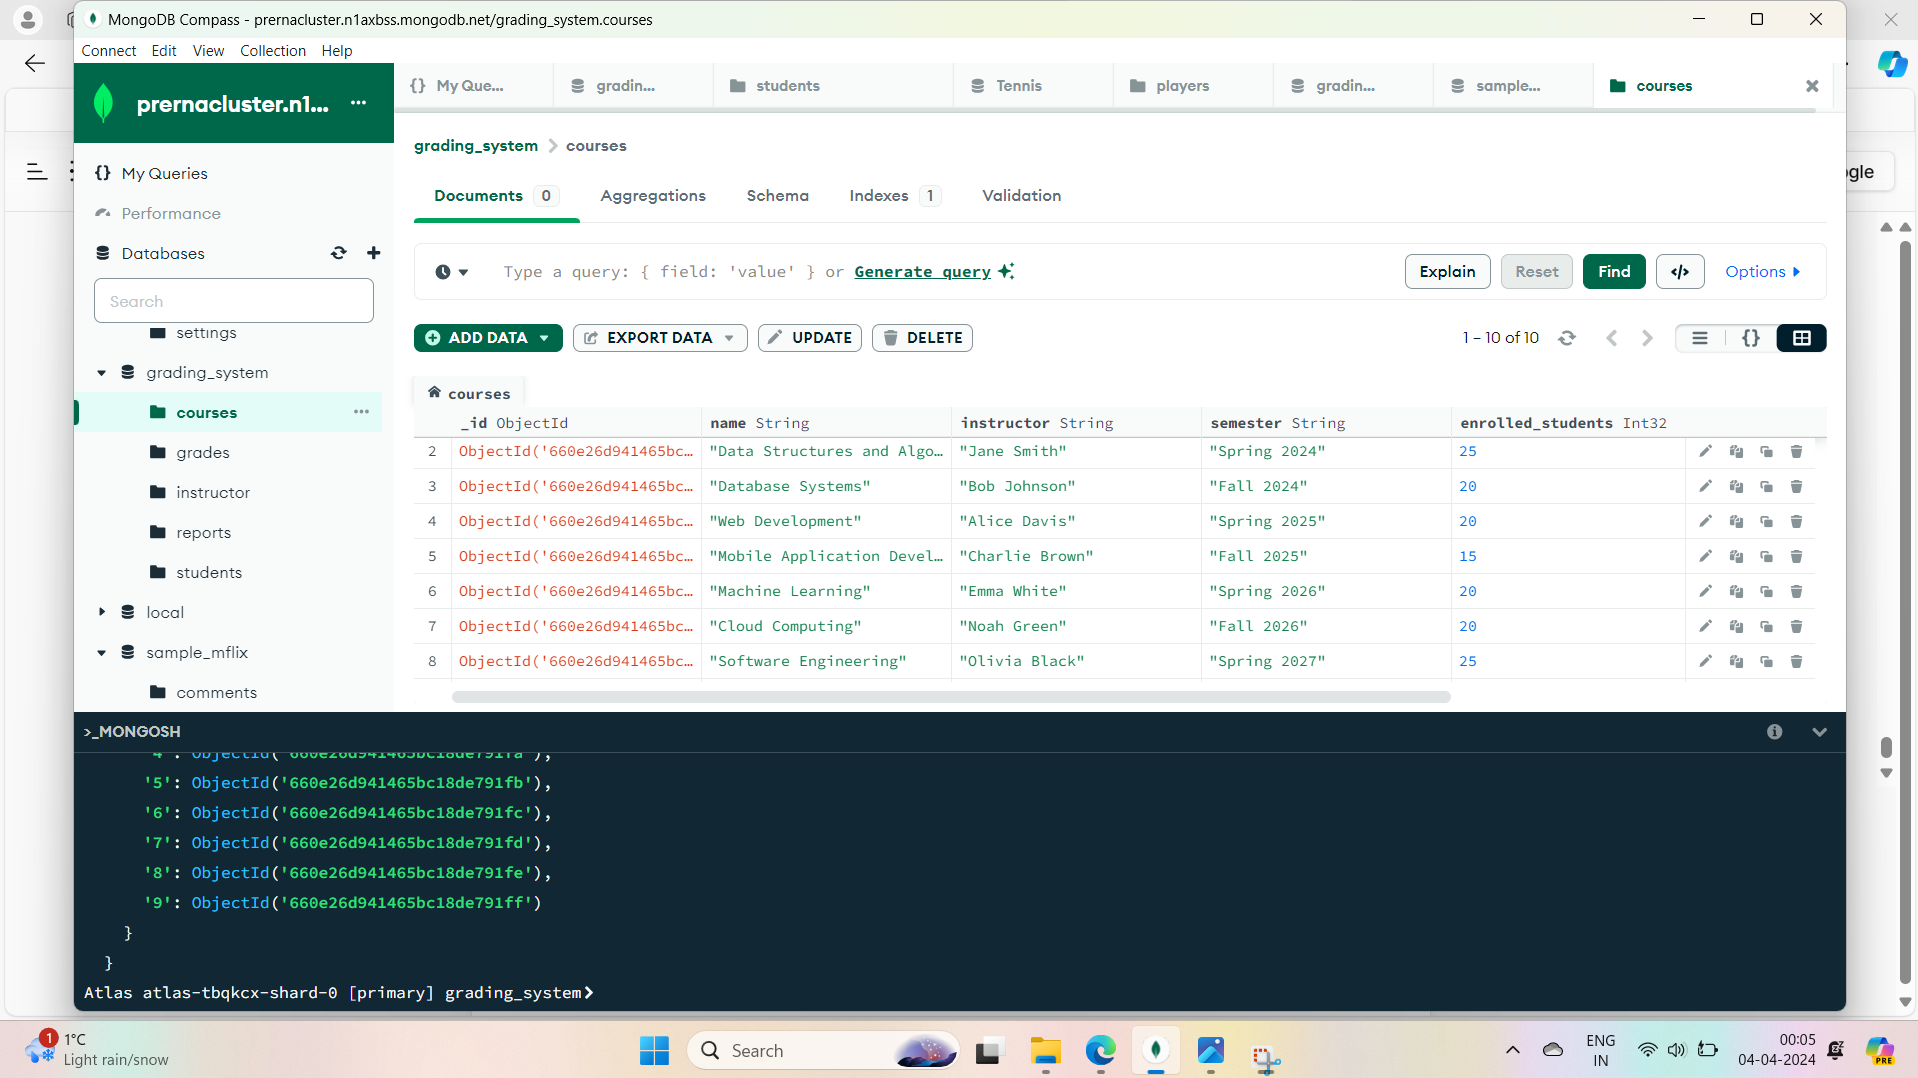 MongoDB Compass - prernacluster.n1axbss.mongodb.net/grading_system.courses
Connect Edit View Collection Help
prernacluster.n1... ...
{} My Que... gradin... students Tennis players gradin... sample... courses
grading_system > courses
My Queries
Performance
Databases
Search
settings
grading_system
courses
grades
instructor
reports
students
local
sample_mflix
comments
Documents 0 Aggregations Schema Indexes 1 Validation
Type a query: { field: 'value' } or Generate query
Explain Reset Find </> Options
ADD DATA EXPORT DATA UPDATE DELETE
1 – 10 of 10
courses
_id ObjectId name String instructor String semester String enrolled_students Int32
2 ObjectId('660e26d941465bc... "Data Structures and Algo... "Jane Smith" "Spring 2024" 25
3 ObjectId('660e26d941465bc... "Database Systems" "Bob Johnson" "Fall 2024" 20
4 ObjectId('660e26d941465bc... "Web Development" "Alice Davis" "Spring 2025" 20
5 ObjectId('660e26d941465bc... "Mobile Application Devel... "Charlie Brown" "Fall 2025" 15
6 ObjectId('660e26d941465bc... "Machine Learning" "Emma White" "Spring 2026" 20
7 ObjectId('660e26d941465bc... "Cloud Computing" "Noah Green" "Fall 2026" 20
8 ObjectId('660e26d941465bc... "Software Engineering" "Olivia Black" "Spring 2027" 25
>_MONGOSH
'4': ObjectId('660e26d941465bc18de791fa'),
'5': ObjectId('660e26d941465bc18de791fb'),
'6': ObjectId('660e26d941465bc18de791fc'),
'7': ObjectId('660e26d941465bc18de791fd'),
'8': ObjectId('660e26d941465bc18de791fe'),
'9': ObjectId('660e26d941465bc18de791ff')
}
}
Atlas atlas-tbqkcx-shard-0 [primary] grading_system>
ogle
1
1°C
Light rain/snow
Search
ENG
IN
00:05
04-04-2024
PRE